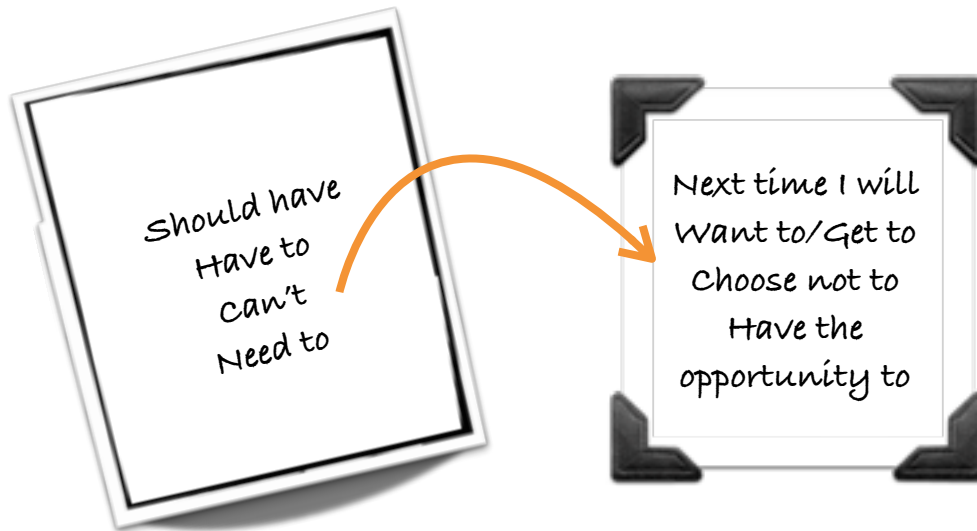 Should have
Have to
Can't
Need to
Next time I will
Want to/Get to
Choose not to
Have the
opportunity to